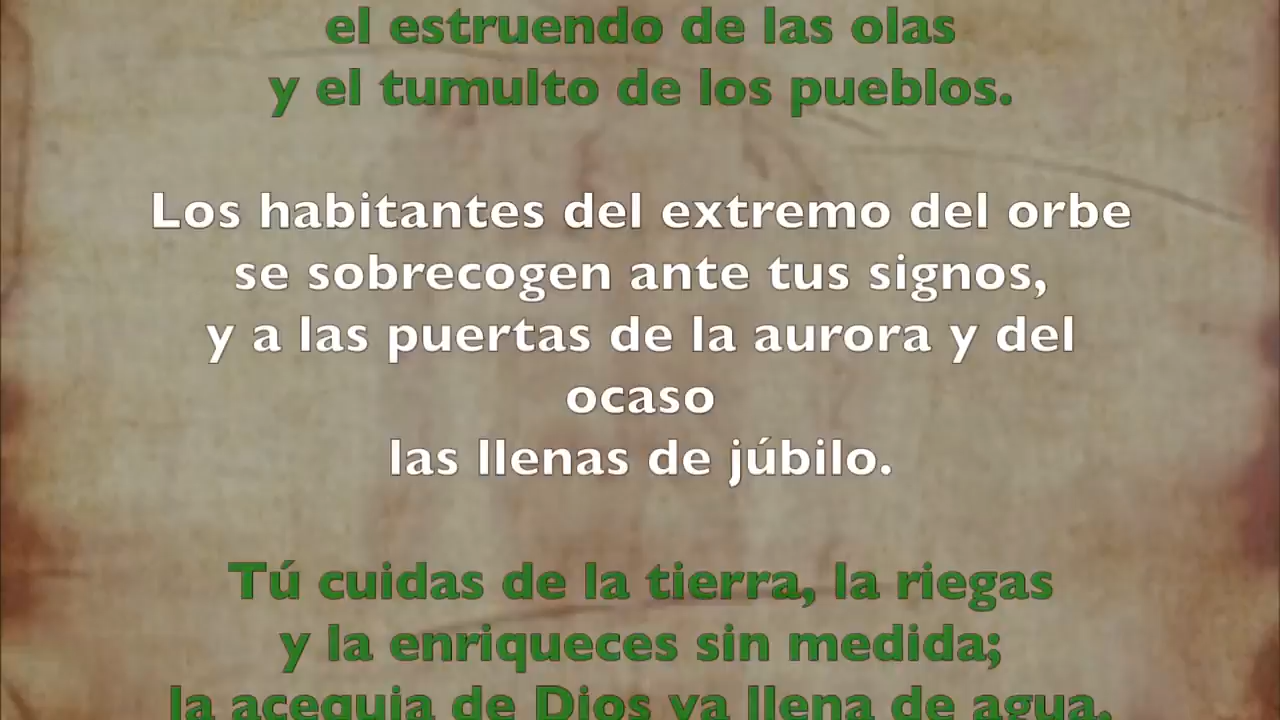 el estruendo de las olas
y el tumulto de los pueblos.
Los habitantes del extremo del orbe
se sobrecogen ante tus signos,
y a las puertas de la aurora y del
ocaso
las llenas de júbilo.
Tú cuidas de la tierra, la riegas
y la enriqueces sin medida;
la acequia de Dios va llena de agua,